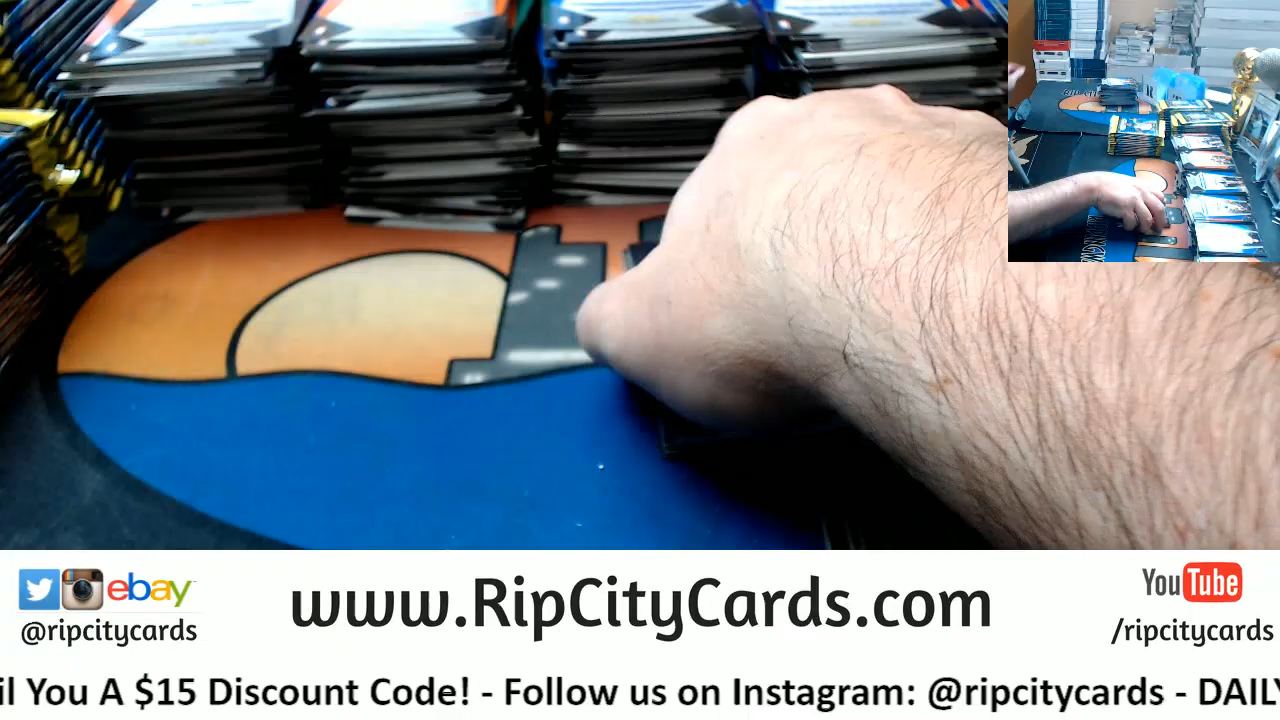 ebay
@ripcitycards
www.RipCityCards.com
YouTube
/ripcitycards
il You A $15 Discount Code! - Follow us on Instagram: @ripcitycards - DAILY